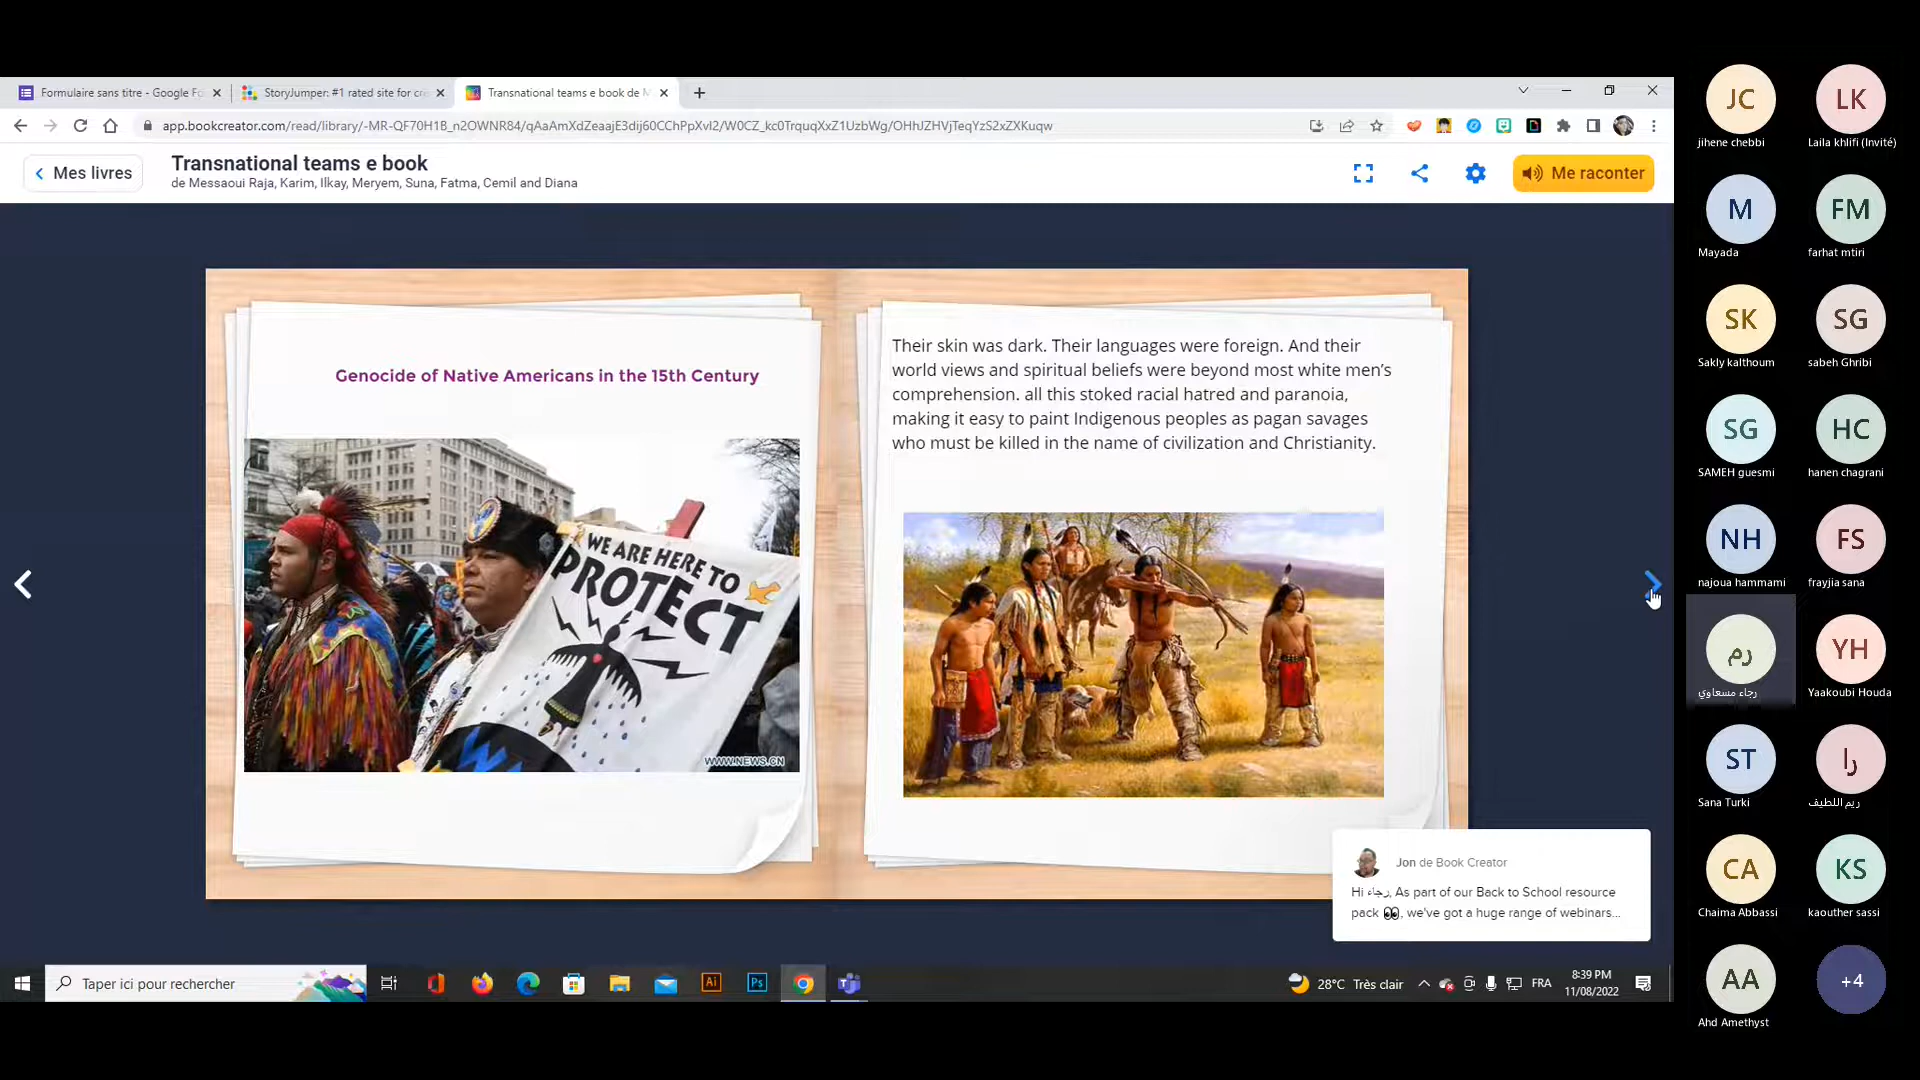 Formulaire sans titre - Google Fo
StoryJumper: #1 rated site for cre
Transnational teams e book de M
app.bookcreator.com/read/library/-MR-QF70H1B_n2OWNR84/qAaAmXdZeaajE3dij60CChPpXvI2/W0CZ_kc0TrquqXxZ1UzbWg/OHhJZHVjTeqYzS2xZXKuqw
Mes livres
Transnational teams e book
de Messaoui Raja, Karim, Ilkay, Meryem, Suna, Fatma, Cemil and Diana
Me raconter
Genocide of Native Americans in the 15th Century
WE ARE HERE TO
PROTECT
WWW.NEWS.CN
Their skin was dark. Their languages were foreign. And their
world views and spiritual beliefs were beyond most white men's
comprehension. all this stoked racial hatred and paranoia,
making it easy to paint Indigenous peoples as pagan savages
who must be killed in the name of civilization and Christianity.
Jon de Book Creator
Hi رجاء, As part of our Back to School resource
pack 👀, we've got a huge range of webinars...
Taper ici pour rechercher
Ai
Ps
28°C Très clair
FRA
8:39 PM
11/08/2022
JC
jihene chebbi
LK
Laila khlifi (Invité)
M
Mayada
FM
farhat mtiri
SK
Sakly kalthoum
SG
sabeh Ghribi
SG
SAMEH guesmi
HC
hanen chagrani
NH
najoua hammami
FS
frayjia sana
رم
رجاء مسعاوي
YH
Yaakoubi Houda
ST
Sana Turki
را
ريم اللطيف
CA
Chaima Abbassi
KS
kaouther sassi
AA
Ahd Amethyst
+4